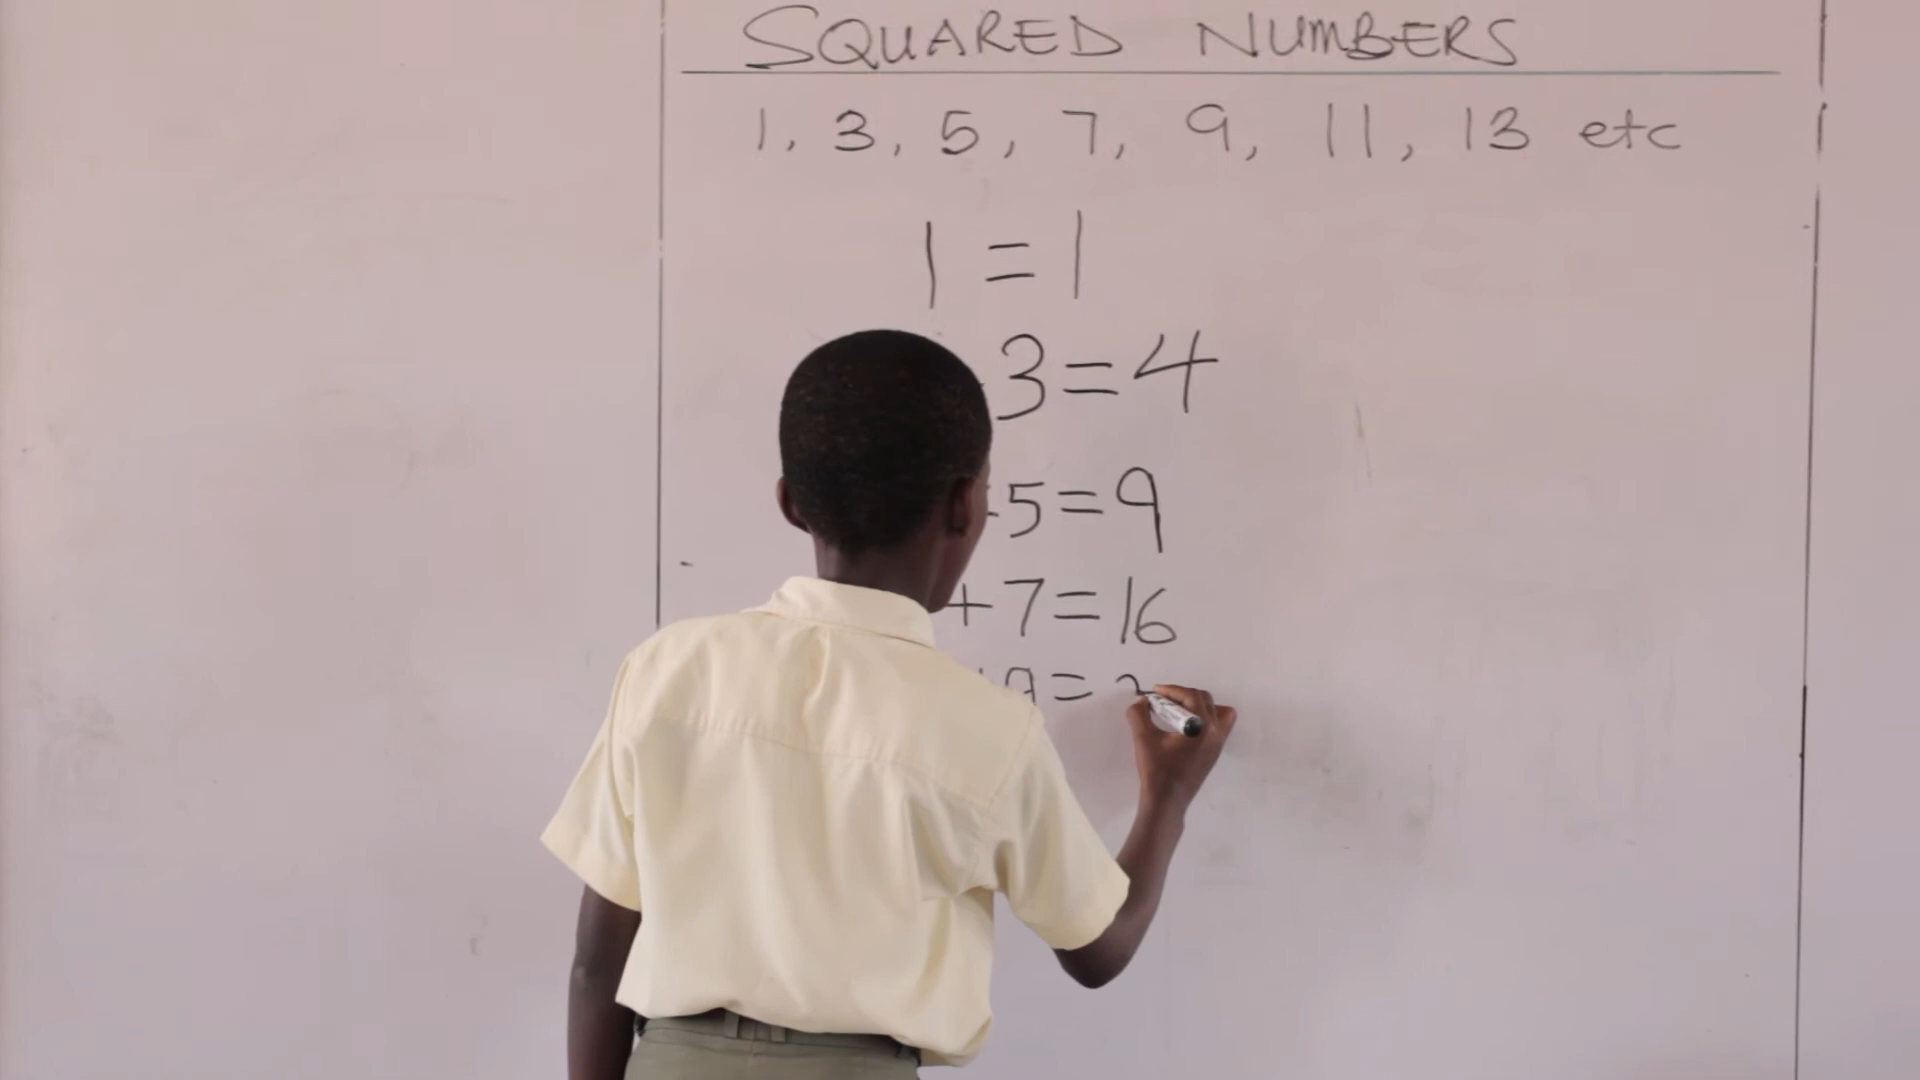 SQUARED NUMBERS
1, 3, 5, 7, 9, 11, 13 etc
1 = 1
3 = 4
5 = 9
+ 7 = 16
9 =